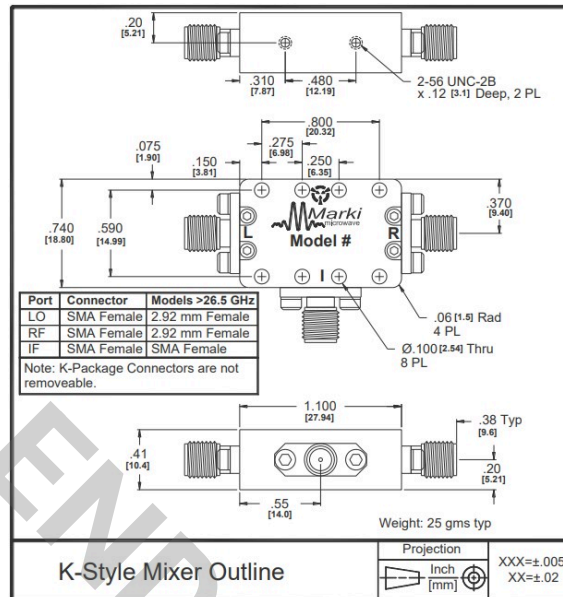 .20
[5.21]
.310
[7.87]
.480
[12.19]
2-56 UNC-2B
x .12 [3.1] Deep, 2 PL
.800
[20.32]
.075
[1.90]
.275
[6.98]
.150
[3.81]
.250
[6.35]
.370
[9.40]
.740
[18.80]
.590
[14.99]
Marki
microwave
L
Model #
R
I
Port Connector Models >26.5 GHz
LO SMA Female 2.92 mm Female
RF SMA Female 2.92 mm Female
IF SMA Female SMA Female
Note: K-Package Connectors are not
removeable.
.06 [1.5] Rad
4 PL
Ø.100 [2.54] Thru
8 PL
1.100
[27.94]
.38 Typ
[9.6]
.41
[10.4]
.20
[5.21]
.55
[14.0]
Weight: 25 gms typ
END
K-Style Mixer Outline
Projection
Inch
[mm]
XXX=±.005
XX=±.02